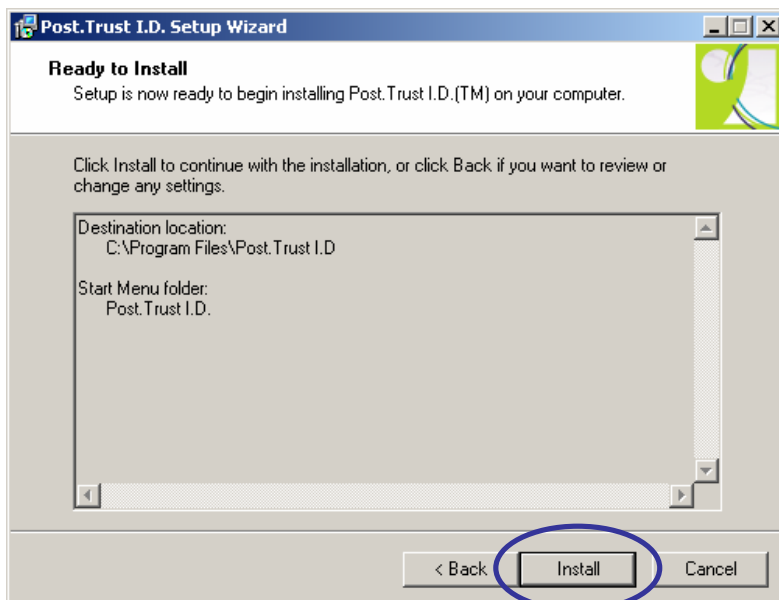 Post.Trust I.D. Setup Wizard
Ready to Install
Setup is now ready to begin installing Post.Trust I.D.(TM) on your computer.
Click Install to continue with the installation, or click Back if you want to review or
change any settings.
Destination location:
C:\Program Files\Post.Trust I.D
Start Menu folder:
Post.Trust I.D.
< Back
Install
Cancel